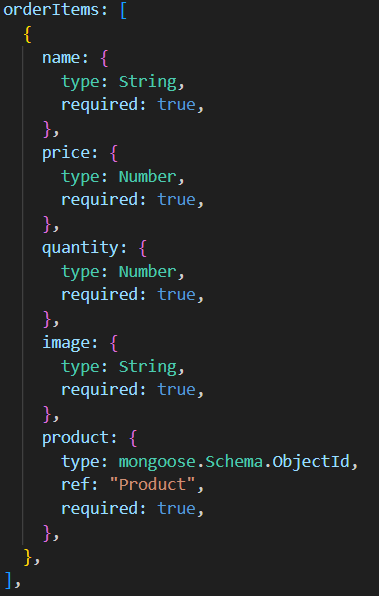 orderItems: [
  {
    name: {
      type: String,
      required: true,
    },
    price: {
      type: Number,
      required: true,
    },
    quantity: {
      type: Number,
      required: true,
    },
    image: {
      type: String,
      required: true,
    },
    product: {
      type: mongoose.Schema.ObjectId,
      ref: "Product",
      required: true,
    },
  },
],